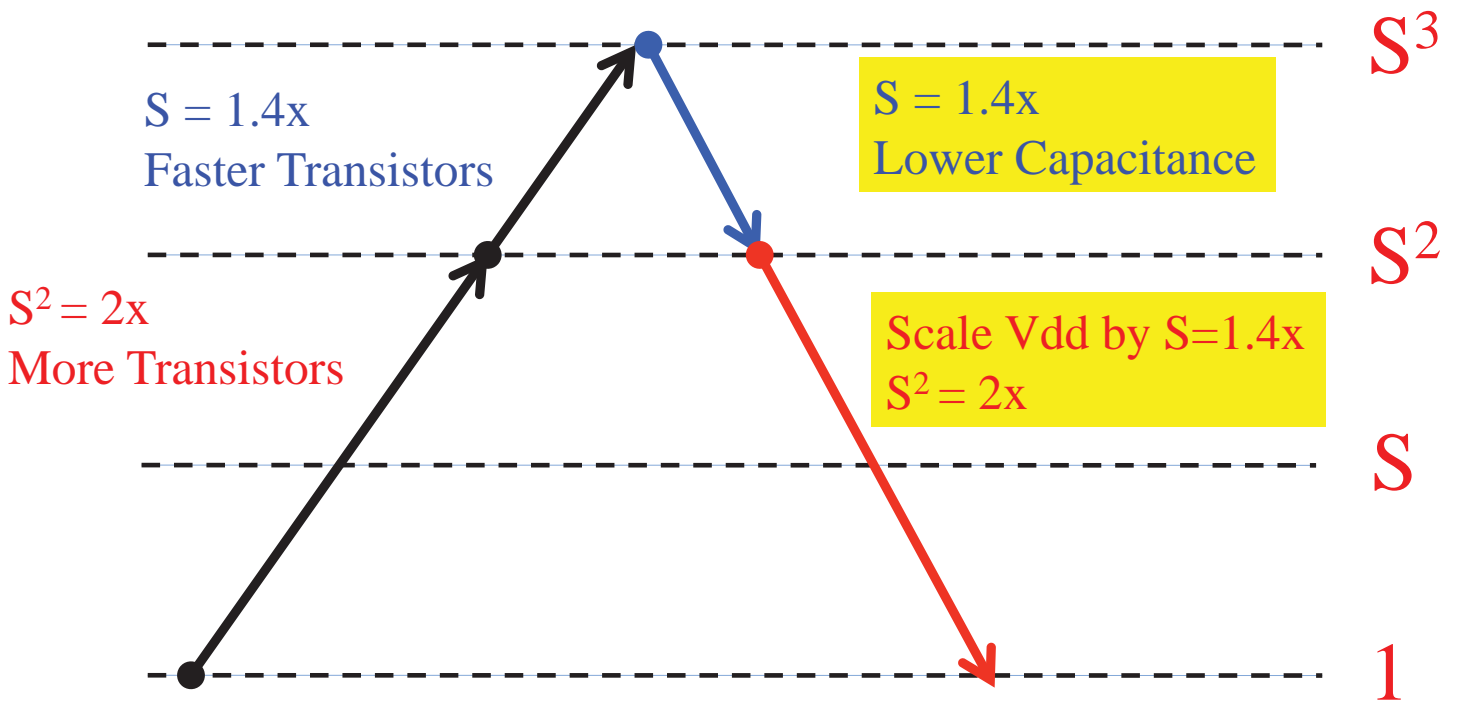 S³
S = 1.4x
Faster Transistors
S = 1.4x
Lower Capacitance
S²
S² = 2x
More Transistors
Scale Vdd by S=1.4x
S² = 2x
S
1